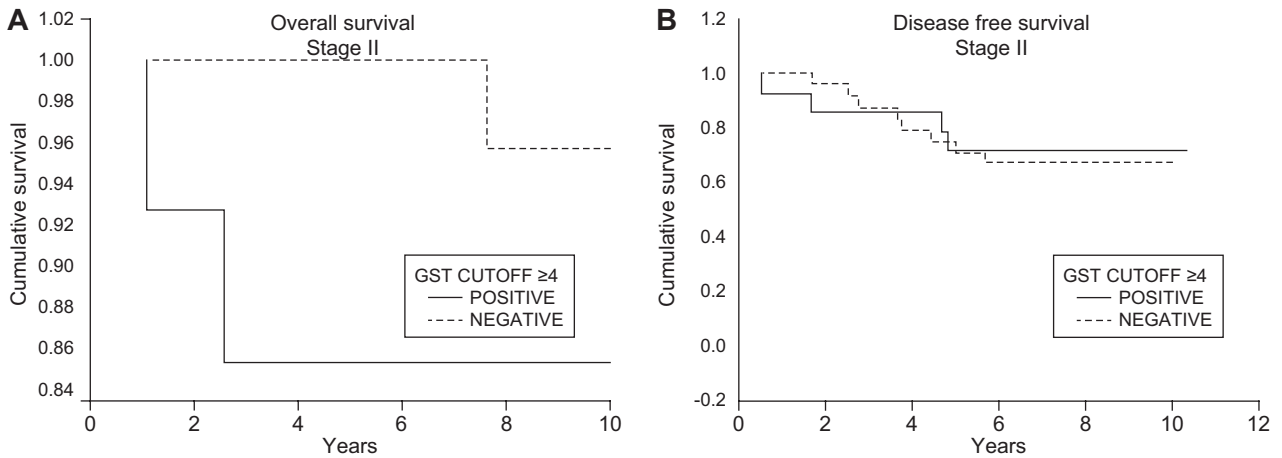 A
Overall survival
Stage II
1.02
1.00
0.98
0.96
0.94
0.92
0.90
0.88
0.86
0.84
Cumulative survival
GST CUTOFF ≥4
POSITIVE
NEGATIVE
0 2 4 6 8 10
Years
B
Disease free survival
Stage II
1.2
1.0
0.8
0.6
0.4
0.2
0.0
-0.2
Cumulative survival
GST CUTOFF ≥4
POSITIVE
NEGATIVE
0 2 4 6 8 10 12
Years